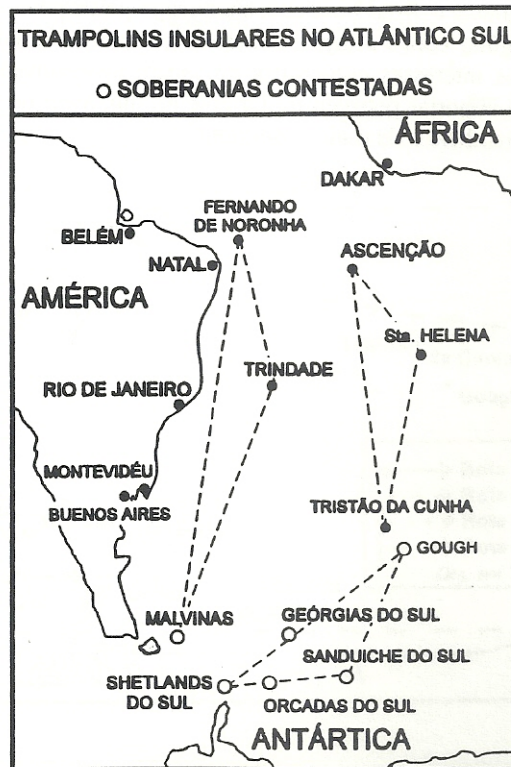 TRAMPOLINS INSULARES NO ATLÂNTICO SUL
SOBERANIAS CONTESTADAS
ÁFRICA
DAKAR
FERNANDO
DE NORONHA
BELÉM
NATAL
ASCENÇÃO
AMÉRICA
Sta. HELENA
TRINDADE
RIO DE JANEIRO
MONTEVIDÉU
BUENOS AIRES
TRISTÃO DA CUNHA
GOUGH
MALVINAS
GEÓRGIAS DO SUL
SANDUICHE DO SUL
SHETLANDS
DO SUL
ORCADAS DO SUL
ANTÁRTICA